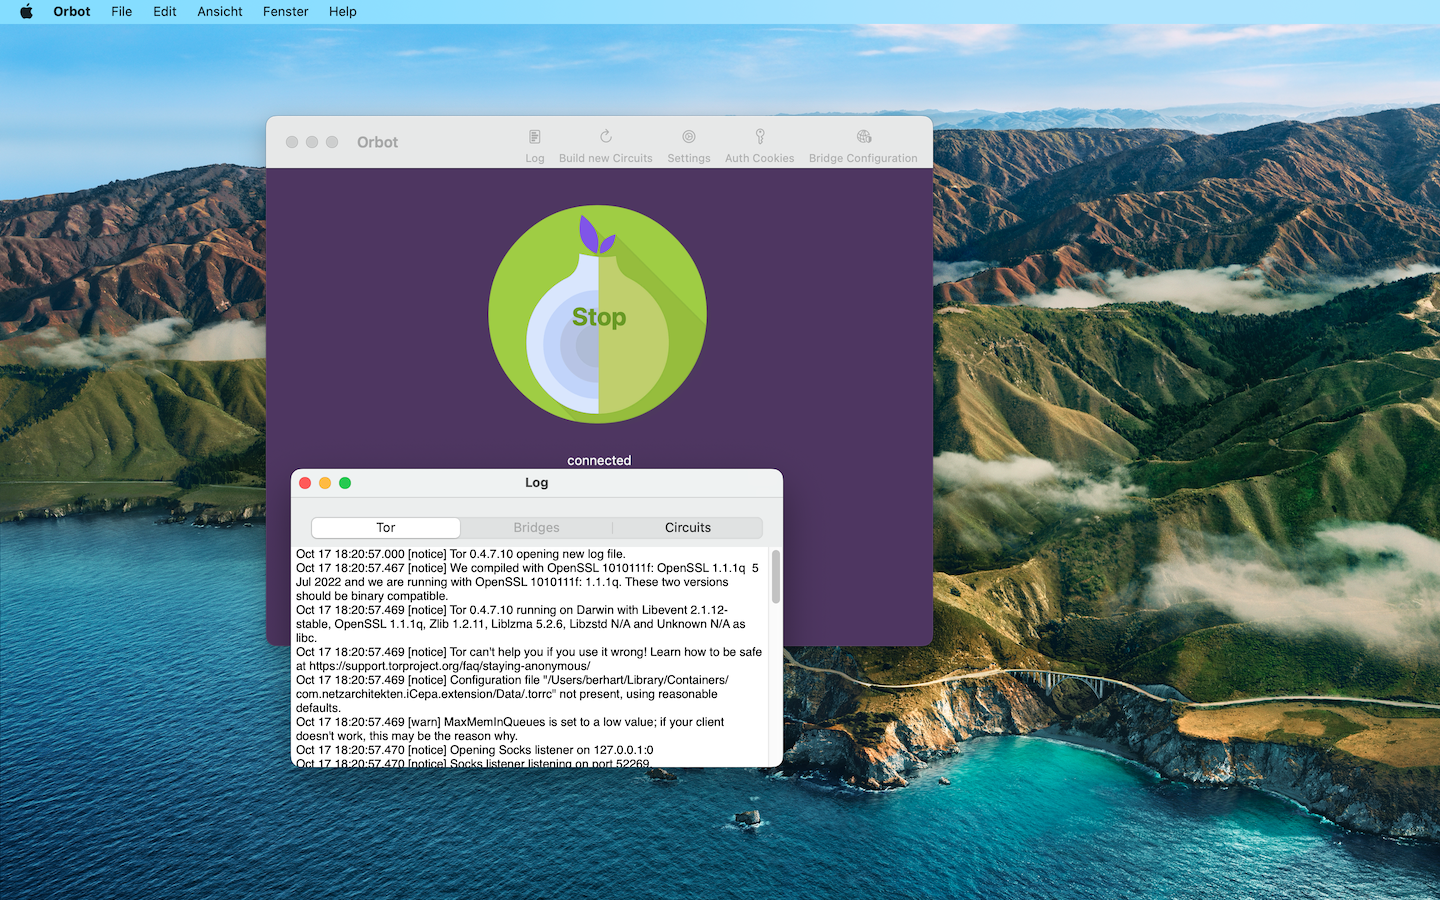 Orbot File Edit Ansicht Fenster Help
Orbot
Log Build new Circuits Settings Auth Cookies Bridge Configuration
Stop
connected
Log
Tor Bridges Circuits
Oct 17 18:20:57.000 [notice] Tor 0.4.7.10 opening new log file.
Oct 17 18:20:57.467 [notice] We compiled with OpenSSL 1010111f: OpenSSL 1.1.1q  5
Jul 2022 and we are running with OpenSSL 1010111f: 1.1.1q. These two versions
should be binary compatible.
Oct 17 18:20:57.469 [notice] Tor 0.4.7.10 running on Darwin with Libevent 2.1.12-
stable, OpenSSL 1.1.1q, Zlib 1.2.11, Liblzma 5.2.6, Libzstd N/A and Unknown N/A as
libc.
Oct 17 18:20:57.469 [notice] Tor can't help you if you use it wrong! Learn how to be safe
at https://support.torproject.org/faq/staying-anonymous/
Oct 17 18:20:57.469 [notice] Configuration file "/Users/berhart/Library/Containers/
com.netzarchitekten.iCepa.extension/Data/.torrc" not present, using reasonable
defaults.
Oct 17 18:20:57.469 [warn] MaxMemInQueues is set to a low value; if your client
doesn't work, this may be the reason why.
Oct 17 18:20:57.470 [notice] Opening Socks listener on 127.0.0.1:0
Oct 17 18:20:57.470 [notice] Socks listener listening on port 52269.